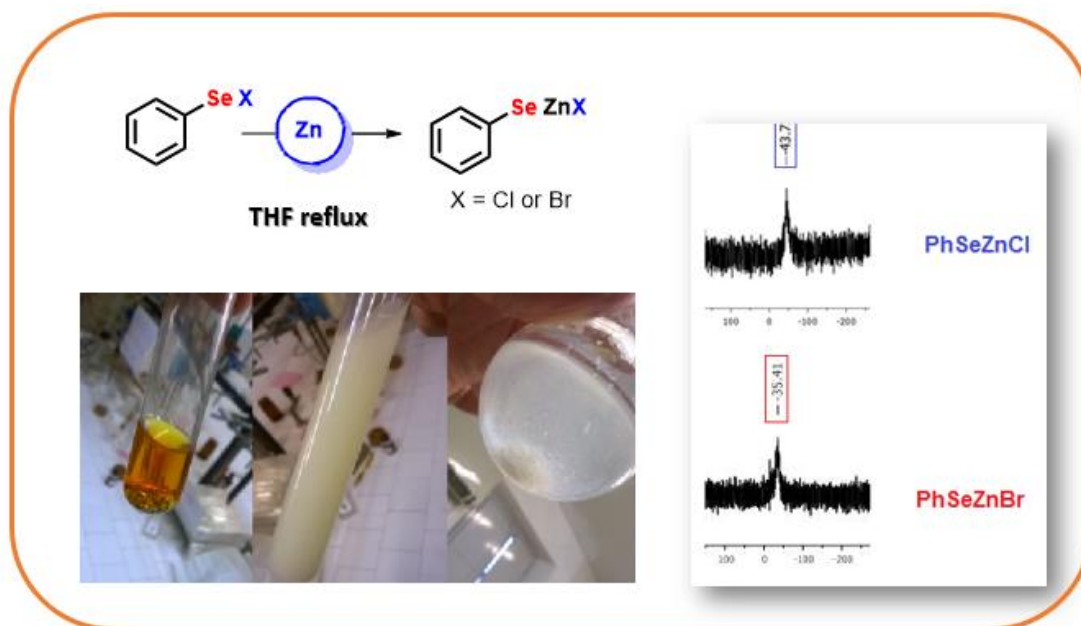 Se X
Zn
Se ZnX
X = Cl or Br
THF reflux
-43.7
PhSeZnCl
100 0 -100 -200
-35.41
PhSeZnBr
100 0 -100 -200